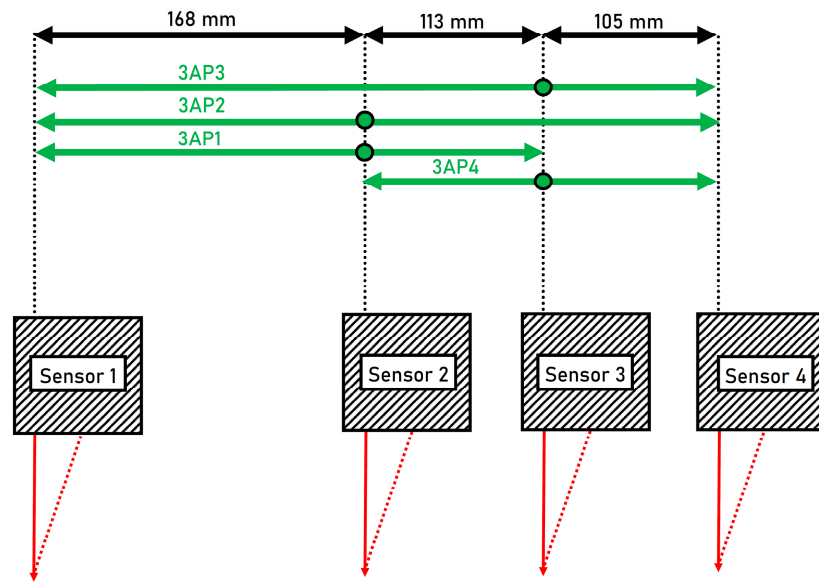 168 mm
113 mm
105 mm
3AP3
3AP2
3AP1
3AP4
Sensor 1
Sensor 2
Sensor 3
Sensor 4